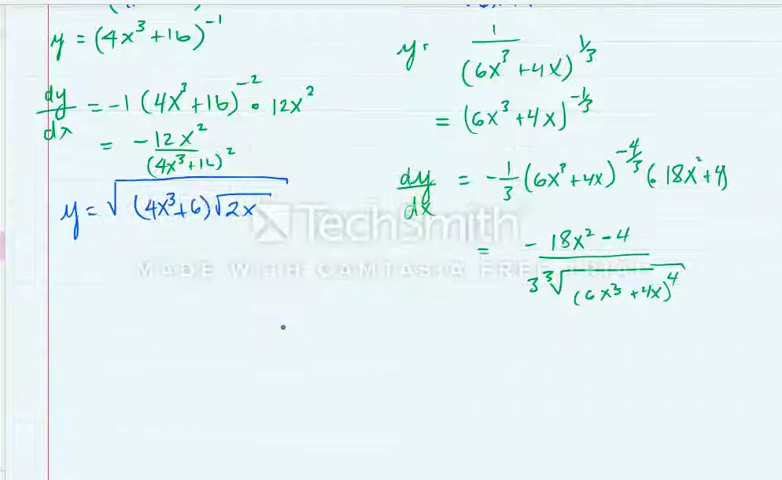 y = (4x³+16)⁻¹
dy/dx = -1 (4x³+16)⁻² • 12x²
= -12x²/(4x³+16)²
y = √((4x³+6)√2x)
y = 1/(6x³+4x)^⅓
= (6x³+4x)^-⅓
dy/dx = -⅓ (6x³+4x)^-4/3 (• 18x²+4)
= (-18x²-4)/(3∛(6x³+4x)⁴)
TechSmith
MADE WITH CAMTASIA FREE TRIAL